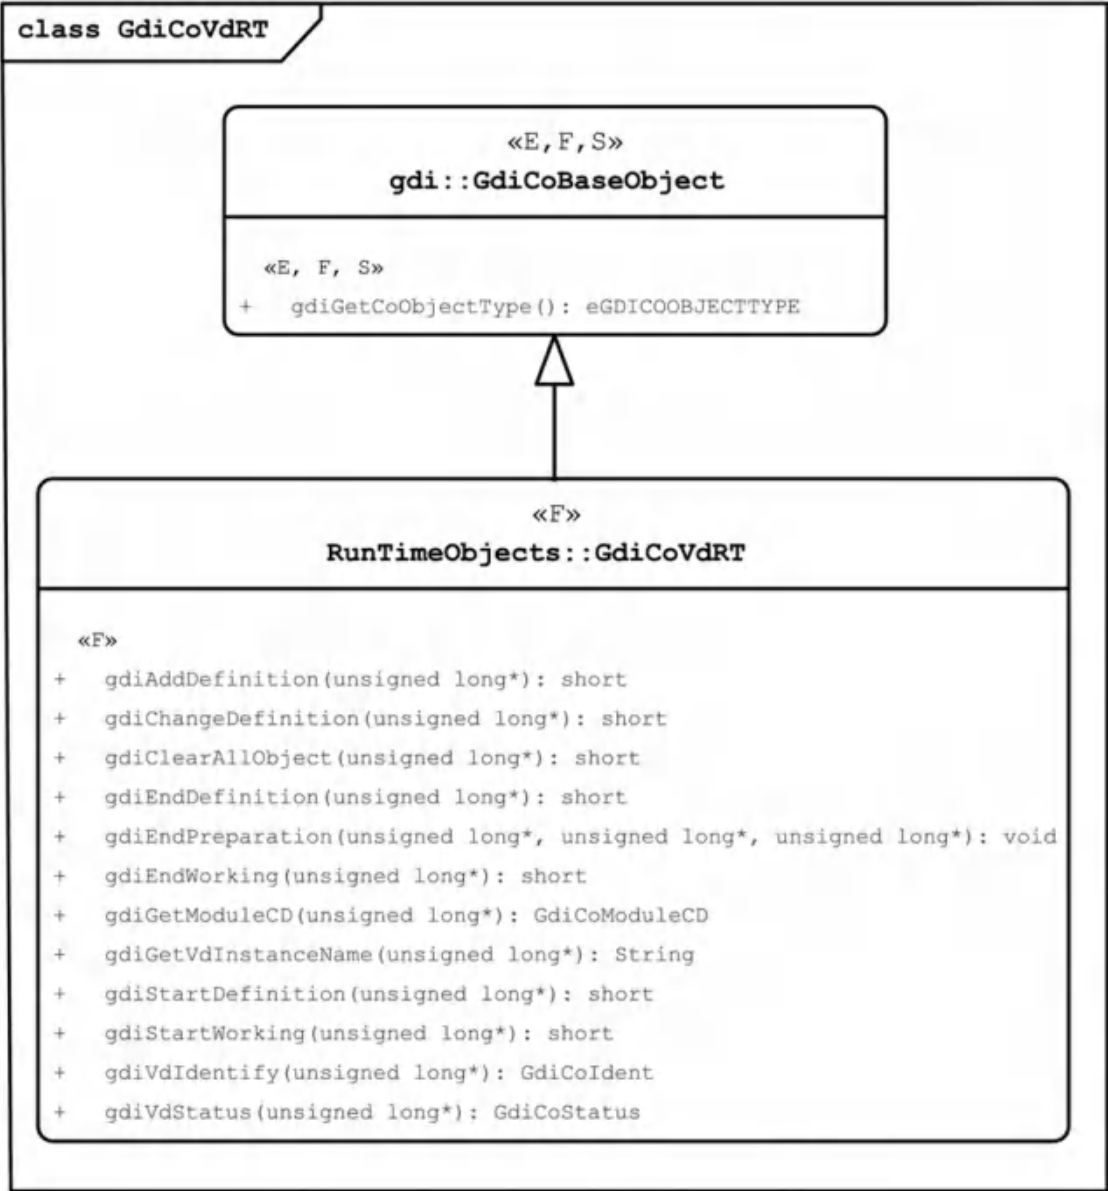 class GdiCoVdRT
«E,F,S»
gdi::GdiCoBaseObject
«E, F, S»
+ gdiGetCoObjectType(): eGDICOOBJECTTYPE
«F»
RunTimeObjects::GdiCoVdRT
«F»
+ gdiAddDefinition(unsigned long*): short
+ gdiChangeDefinition(unsigned long*): short
+ gdiClearAllObject(unsigned long*): short
+ gdiEndDefinition(unsigned long*): short
+ gdiEndPreparation(unsigned long*, unsigned long*, unsigned long*): void
+ gdiEndWorking(unsigned long*): short
+ gdiGetModuleCD(unsigned long*): GdiCoModuleCD
+ gdiGetVdInstanceName(unsigned long*): String
+ gdiStartDefinition(unsigned long*): short
+ gdiStartWorking(unsigned long*): short
+ gdiVdIdentify(unsigned long*): GdiCoIdent
+ gdiVdStatus(unsigned long*): GdiCoStatus